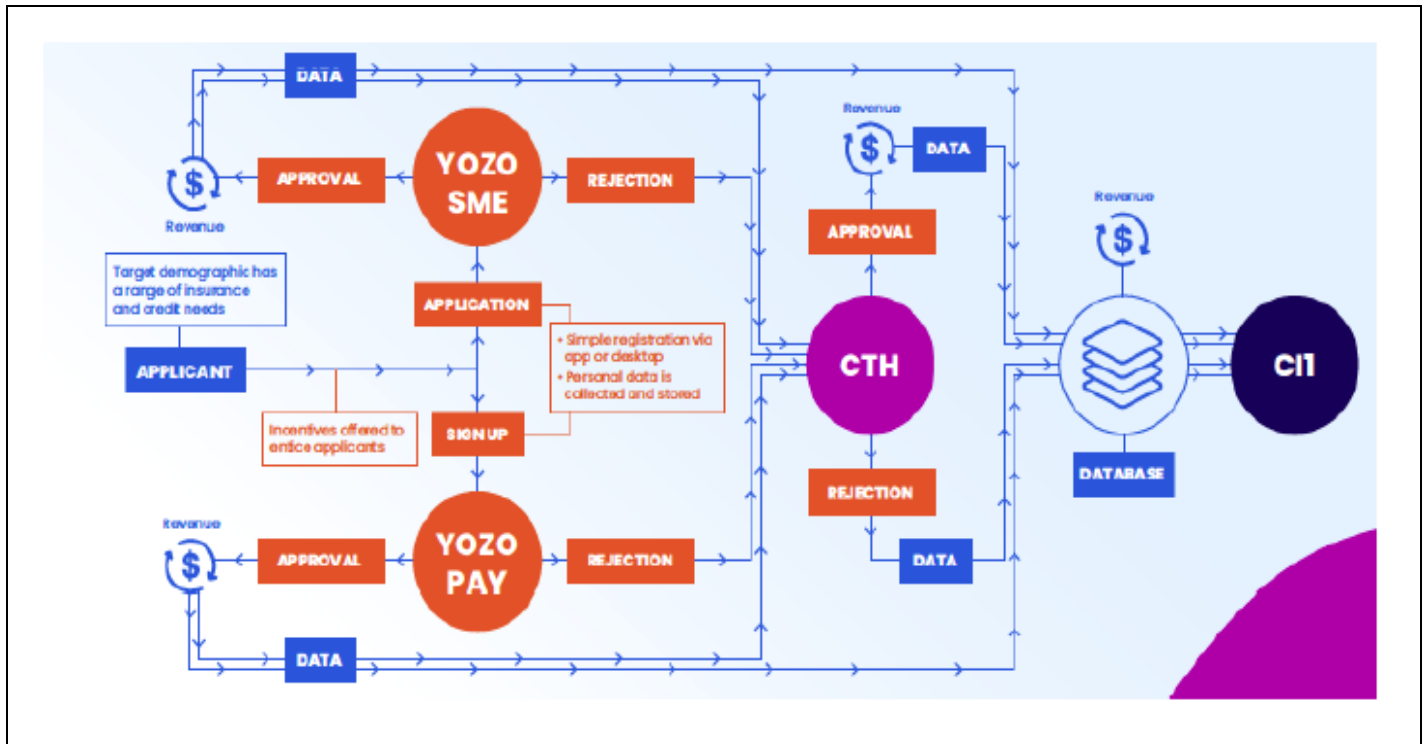 DATA
Revenue
DATA
YOZO
SME
APPROVAL
REJECTION
Revenue
Revenue
APPROVAL
Target demographic has
a range of insurance
and credit needs
APPLICATION
• Simple registration via
app or desktop
• Personal data is
collected and stored
APPLICANT
CTH
CI1
Incentives offered to
entice applicants
SIGN UP
DATABASE
REJECTION
Revenue
YOZO
PAY
APPROVAL
REJECTION
DATA
DATA